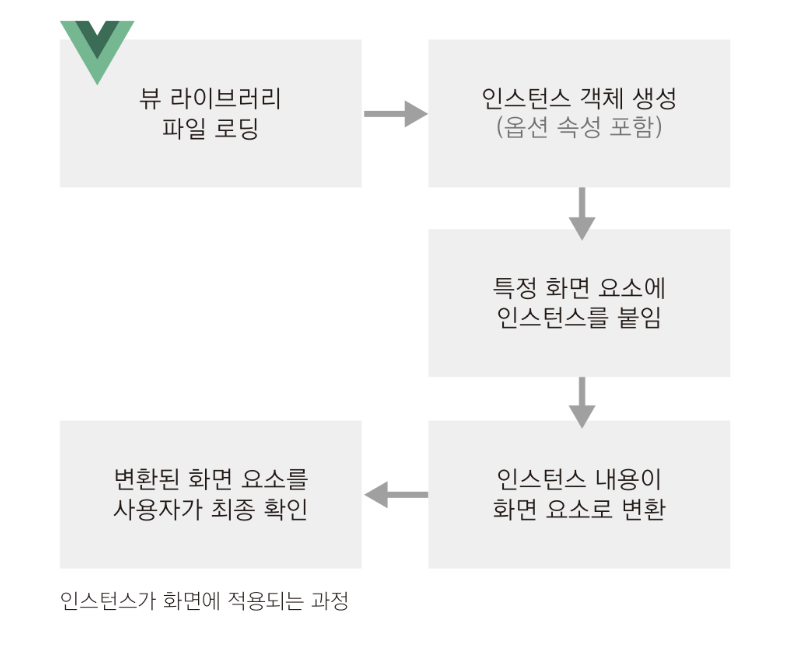 뷰 라이브러리
파일 로딩
인스턴스 객체 생성
(옵션 속성 포함)
특정 화면 요소에
인스턴스를 붙임
인스턴스 내용이
화면 요소로 변환
변환된 화면 요소를
사용자가 최종 확인
인스턴스가 화면에 적용되는 과정